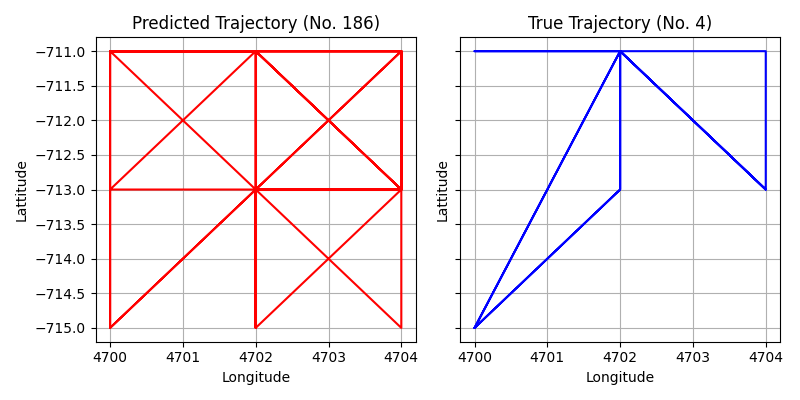 Predicted Trajectory (No. 186)
−711.0
−711.5
−712.0
−712.5
−713.0
−713.5
−714.0
−714.5
−715.0
Lattitude
4700 4701 4702 4703 4704
Longitude
True Trajectory (No. 4)
Lattitude
4700 4701 4702 4703 4704
Longitude